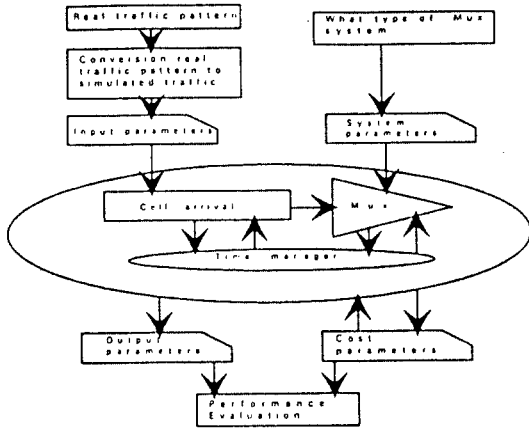 Real traffic pattern
What type of Mux
system
Conversion real
traffic pattern to
simulated traffic
Input parameters
System
parameters
Cell arrival
Mux
Time manager
Output
parameters
Cost
parameters
Performance
Evaluation